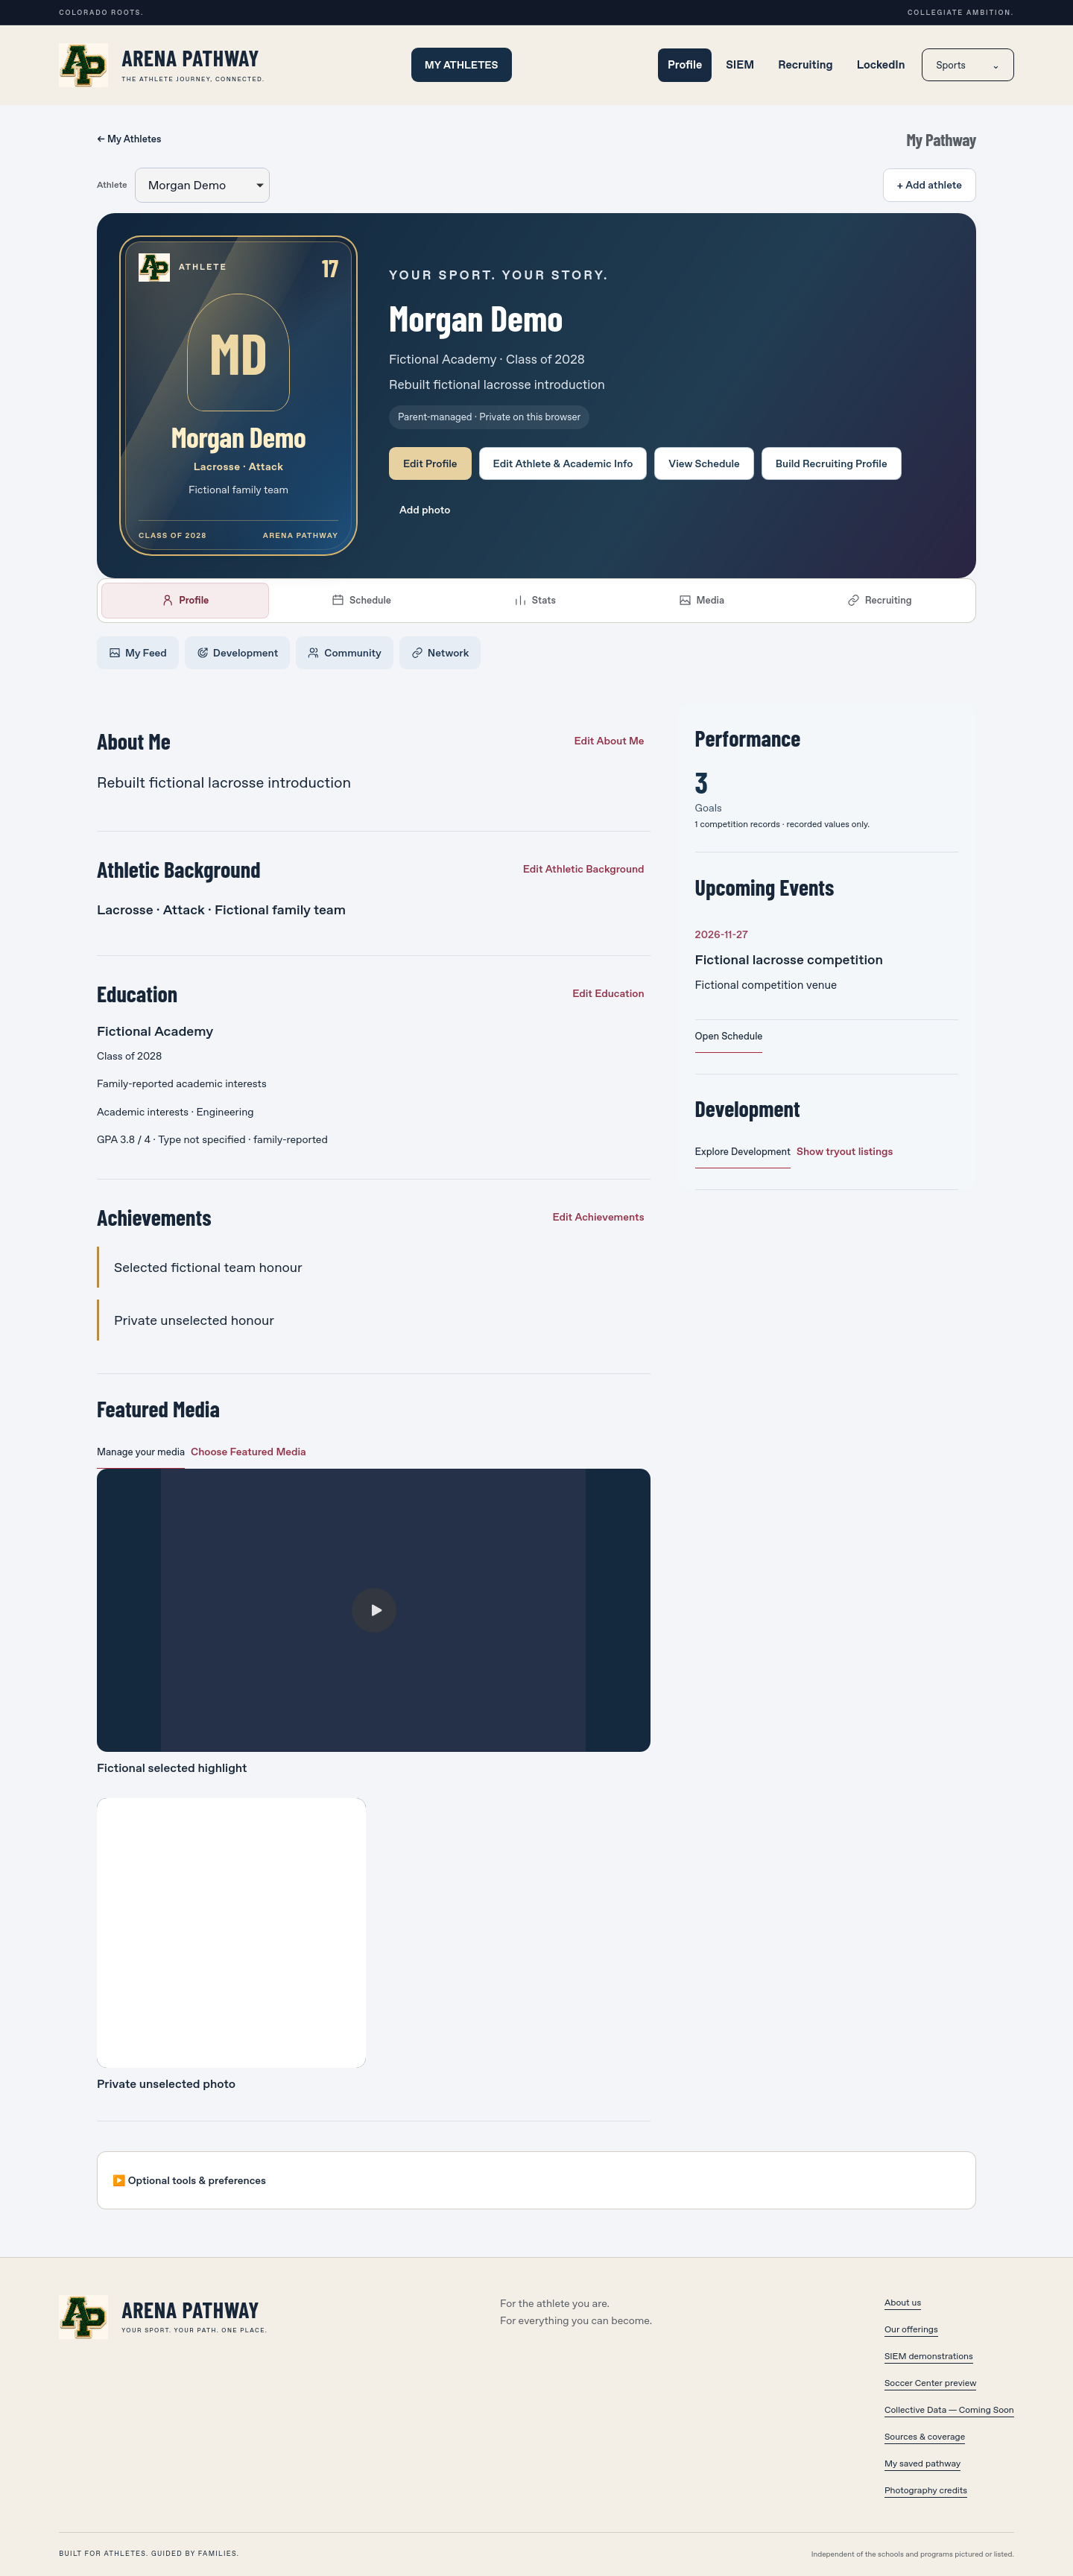 COLORADO ROOTS.
COLLEGIATE AMBITION.
AP
ARENA PATHWAY
THE ATHLETE JOURNEY, CONNECTED.
MY ATHLETES
Profile
SIEM
Recruiting
LockedIn
Sports
← My Athletes
My Pathway
Athlete
Morgan Demo
+ Add athlete
AP
ATHLETE
17
MD
Morgan Demo
Lacrosse · Attack
Fictional family team
CLASS OF 2028
ARENA PATHWAY
YOUR SPORT. YOUR STORY.
Morgan Demo
Fictional Academy · Class of 2028
Rebuilt fictional lacrosse introduction
Parent-managed · Private on this browser
Edit Profile
Edit Athlete & Academic Info
View Schedule
Build Recruiting Profile
Add photo
Profile
Schedule
Stats
Media
Recruiting
My Feed
Development
Community
Network
About Me
Edit About Me
Rebuilt fictional lacrosse introduction
Athletic Background
Edit Athletic Background
Lacrosse · Attack · Fictional family team
Education
Edit Education
Fictional Academy
Class of 2028
Family-reported academic interests
Academic interests · Engineering
GPA 3.8 / 4 · Type not specified · family-reported
Achievements
Edit Achievements
Selected fictional team honour
Private unselected honour
Featured Media
Manage your media Choose Featured Media
Fictional selected highlight
Private unselected photo
Performance
3
Goals
1 competition records · recorded values only.
Upcoming Events
2026-11-27
Fictional lacrosse competition
Fictional competition venue
Open Schedule
Development
Explore Development Show tryout listings
Optional tools & preferences
AP
ARENA PATHWAY
YOUR SPORT. YOUR PATH. ONE PLACE.
For the athlete you are.
For everything you can become.
About us
Our offerings
SIEM demonstrations
Soccer Center preview
Collective Data — Coming Soon
Sources & coverage
My saved pathway
Photography credits
BUILT FOR ATHLETES. GUIDED BY FAMILIES.
Independent of the schools and programs pictured or listed.